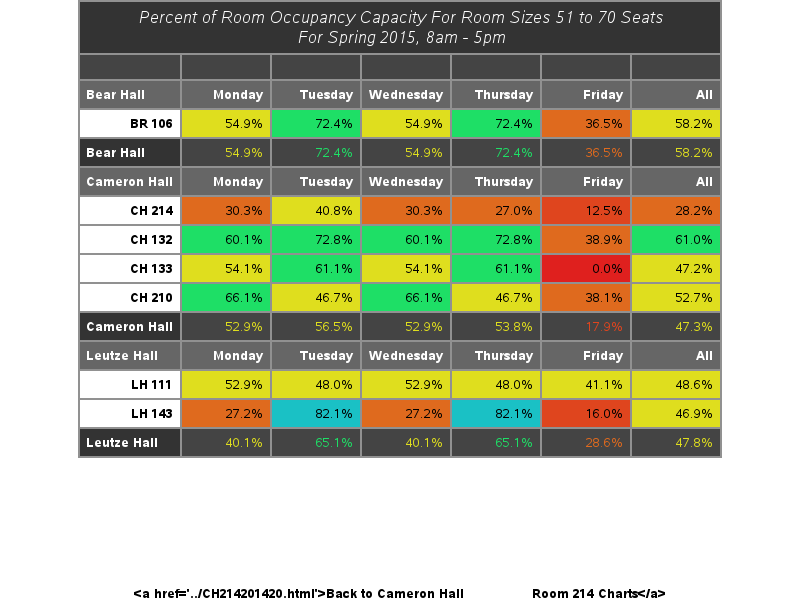 Percent of Room Occupancy Capacity For Room Sizes 51 to 70 Seats
For Spring 2015, 8am - 5pm
Bear Hall Monday Tuesday Wednesday Thursday Friday All
BR 106 54.9% 72.4% 54.9% 72.4% 36.5% 58.2%
Bear Hall 54.9% 72.4% 54.9% 72.4% 36.5% 58.2%
Cameron Hall Monday Tuesday Wednesday Thursday Friday All
CH 214 30.3% 40.8% 30.3% 27.0% 12.5% 28.2%
CH 132 60.1% 72.8% 60.1% 72.8% 38.9% 61.0%
CH 133 54.1% 61.1% 54.1% 61.1% 0.0% 47.2%
CH 210 66.1% 46.7% 66.1% 46.7% 38.1% 52.7%
Cameron Hall 52.9% 56.5% 52.9% 53.8% 17.9% 47.3%
Leutze Hall Monday Tuesday Wednesday Thursday Friday All
LH 111 52.9% 48.0% 52.9% 48.0% 41.1% 48.6%
LH 143 27.2% 82.1% 27.2% 82.1% 16.0% 46.9%
Leutze Hall 40.1% 65.1% 40.1% 65.1% 28.6% 47.8%
<a href='../CH214201420.html'>Back to Cameron Hall Room 214 Charts</a>